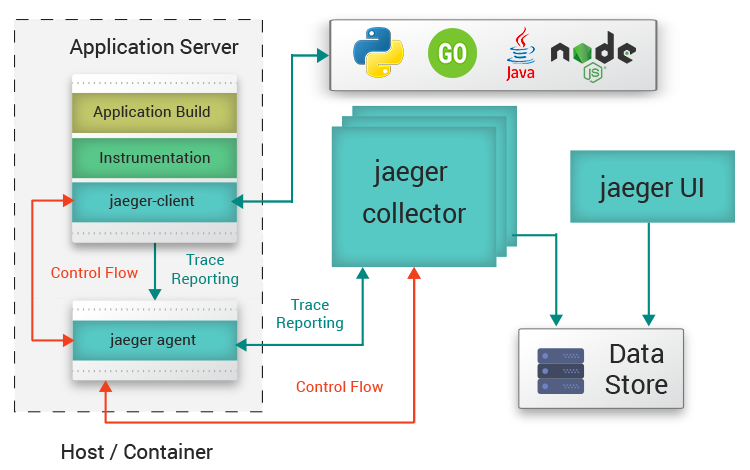 Application Server
Application Build
Instrumentation
jaeger-client
Control Flow
Trace
Reporting
jaeger agent
Host / Container
GO
Java
node
JS
jaeger
collector
Trace
Reporting
Control Flow
jaeger UI
Data
Store